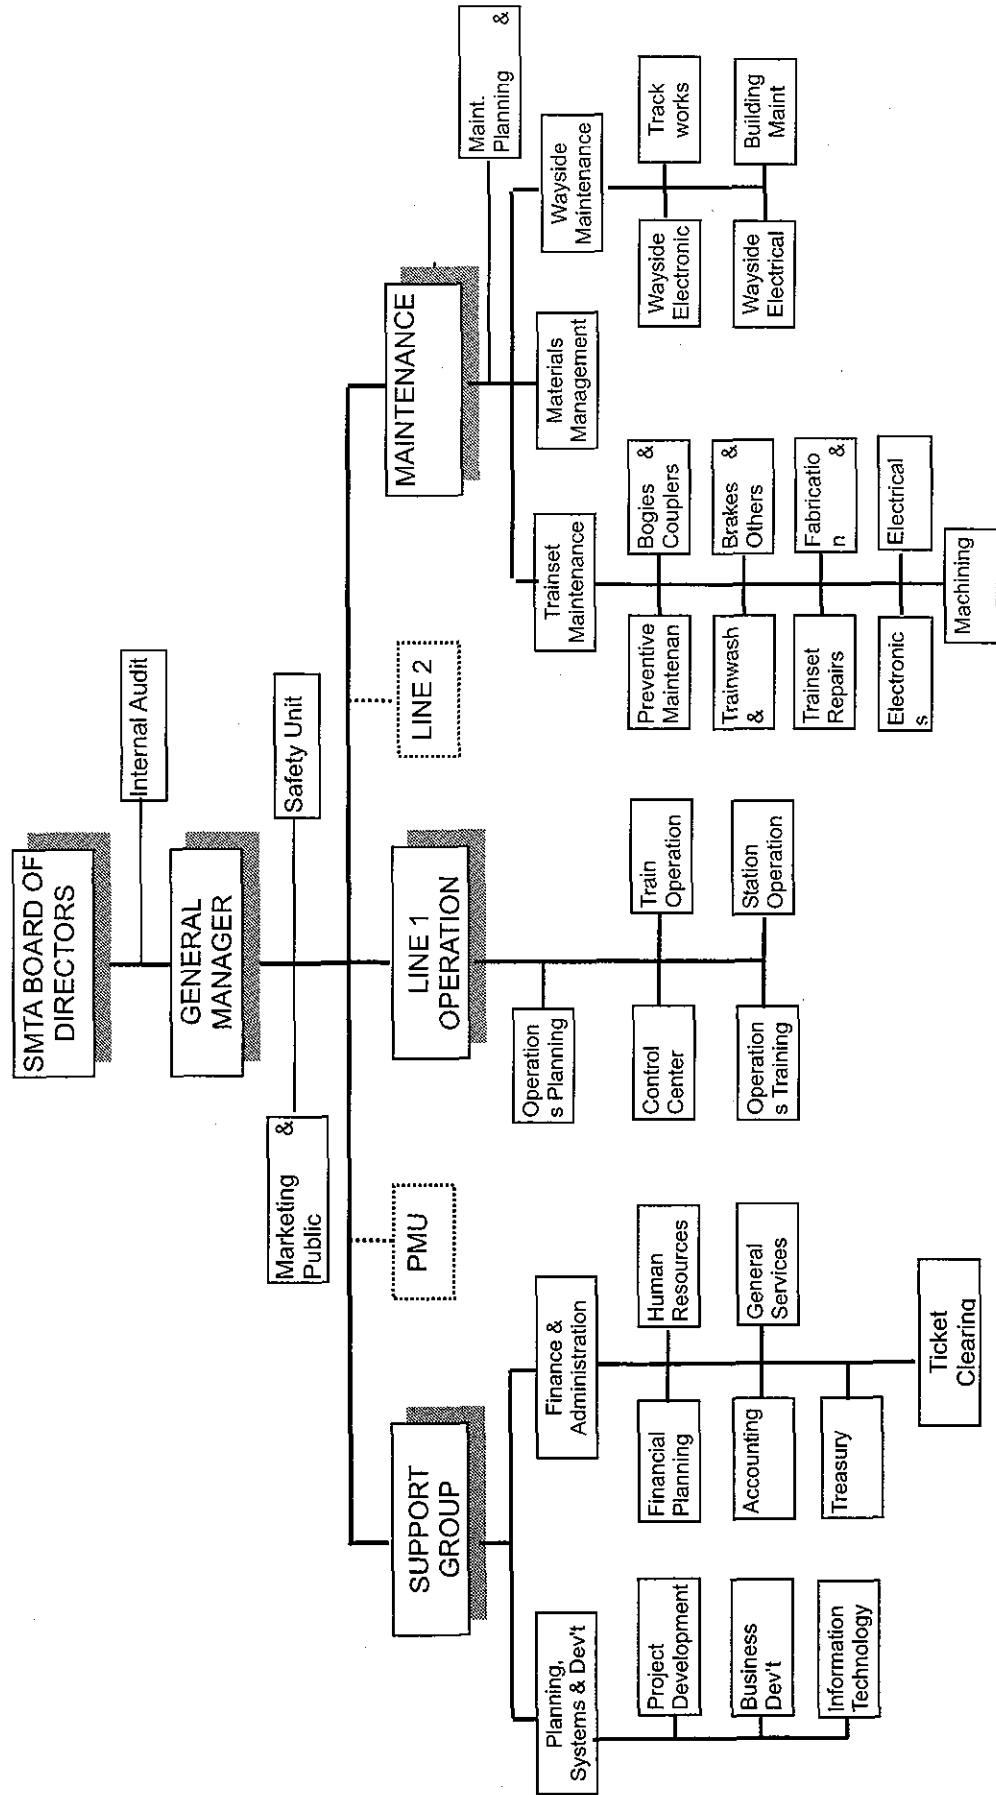 SMTA BOARD OF
DIRECTORS
Internal Audit
GENERAL
MANAGER
Marketing &
Public
Safety Unit
SUPPORT
GROUP
PMU
LINE 1
OPERATION
LINE 2
MAINTENANCE
Maint. &
Planning
Planning,
Systems & Dev't
Finance &
Administration
Operation
s Planning
Trainset
Maintenance
Materials
Management
Wayside
Maintenance
Project
Development
Financial
Planning
Human
Resources
Control
Center
Train
Operation
Preventive
Maintenan
Bogies &
Couplers
Wayside
Electronic
Track
works
Business
Dev't
Accounting
General
Services
Operation
s Training
Station
Operation
Trainwash
&
Brakes &
Others
Wayside
Electrical
Building
Maint
Information
Technology
Treasury
Trainset
Repairs
Fabricatio
n &
Ticket
Clearing
Electronic
s
Electrical
Machining